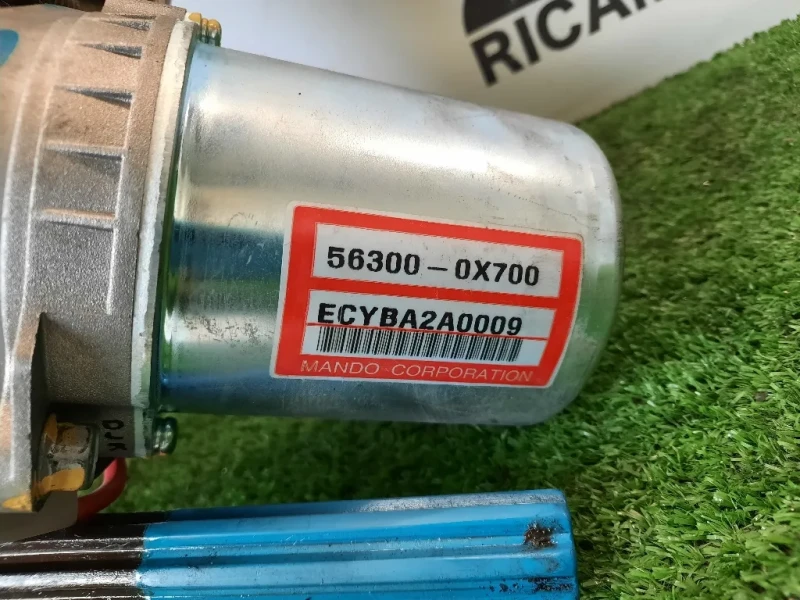 RICAM
56300-0X700
ECYBA2A0009
MANDO CORPORATION